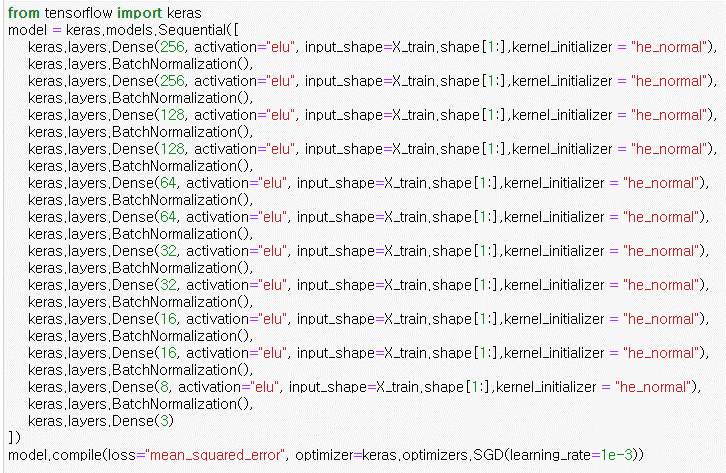 from tensorflow import keras
model = keras.models.Sequential([
    keras.layers.Dense(256, activation="elu", input_shape=X_train.shape[1:],kernel_initializer = "he_normal"),
    keras.layers.BatchNormalization(),
    keras.layers.Dense(256, activation="elu", input_shape=X_train.shape[1:],kernel_initializer = "he_normal"),
    keras.layers.BatchNormalization(),
    keras.layers.Dense(128, activation="elu", input_shape=X_train.shape[1:],kernel_initializer = "he_normal"),
    keras.layers.BatchNormalization(),
    keras.layers.Dense(128, activation="elu", input_shape=X_train.shape[1:],kernel_initializer = "he_normal"),
    keras.layers.BatchNormalization(),
    keras.layers.Dense(64, activation="elu", input_shape=X_train.shape[1:],kernel_initializer = "he_normal"),
    keras.layers.BatchNormalization(),
    keras.layers.Dense(64, activation="elu", input_shape=X_train.shape[1:],kernel_initializer = "he_normal"),
    keras.layers.BatchNormalization(),
    keras.layers.Dense(32, activation="elu", input_shape=X_train.shape[1:],kernel_initializer = "he_normal"),
    keras.layers.BatchNormalization(),
    keras.layers.Dense(32, activation="elu", input_shape=X_train.shape[1:],kernel_initializer = "he_normal"),
    keras.layers.BatchNormalization(),
    keras.layers.Dense(16, activation="elu", input_shape=X_train.shape[1:],kernel_initializer = "he_normal"),
    keras.layers.BatchNormalization(),
    keras.layers.Dense(16, activation="elu", input_shape=X_train.shape[1:],kernel_initializer = "he_normal"),
    keras.layers.BatchNormalization(),
    keras.layers.Dense(8, activation="elu", input_shape=X_train.shape[1:],kernel_initializer = "he_normal"),
    keras.layers.BatchNormalization(),
    keras.layers.Dense(3)
])
model.compile(loss="mean_squared_error", optimizer=keras.optimizers.SGD(learning_rate=1e-3))